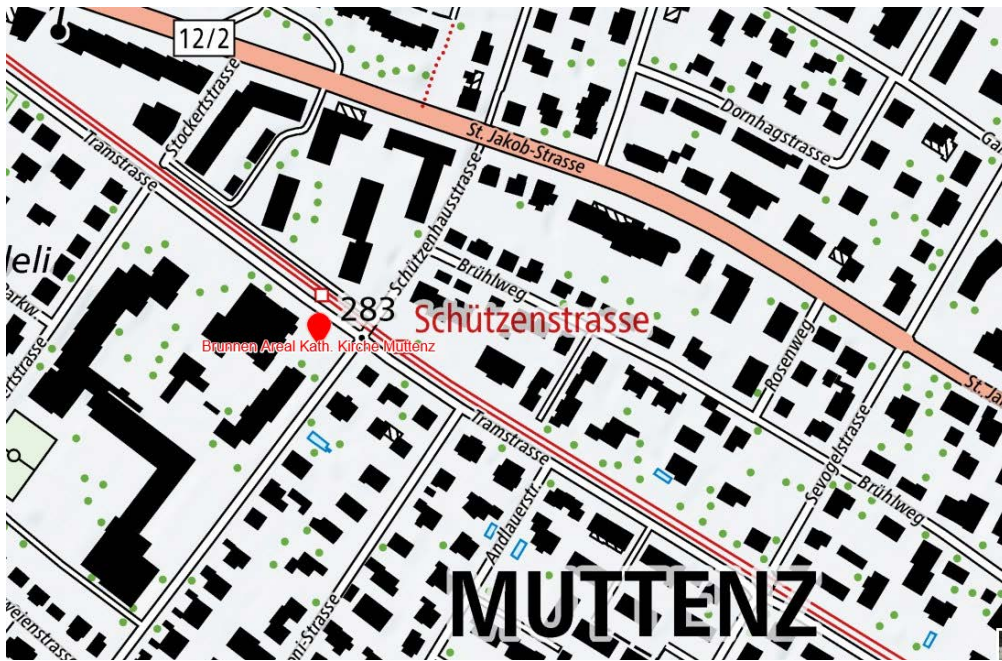 12/2
Stockertstrasse
Tramstrasse
St. Jakob-Strasse
Dornhagstrasse
Schützenhausstrasse
Brühlweg
283
Schützenstrasse
Brunnen Areal Kath. Kirche Muttenz
Rosenweg
Parkw.
Tramstrasse
Sevogelstrasse
Brühlweg
Andlauerstr.
MUTTENZ